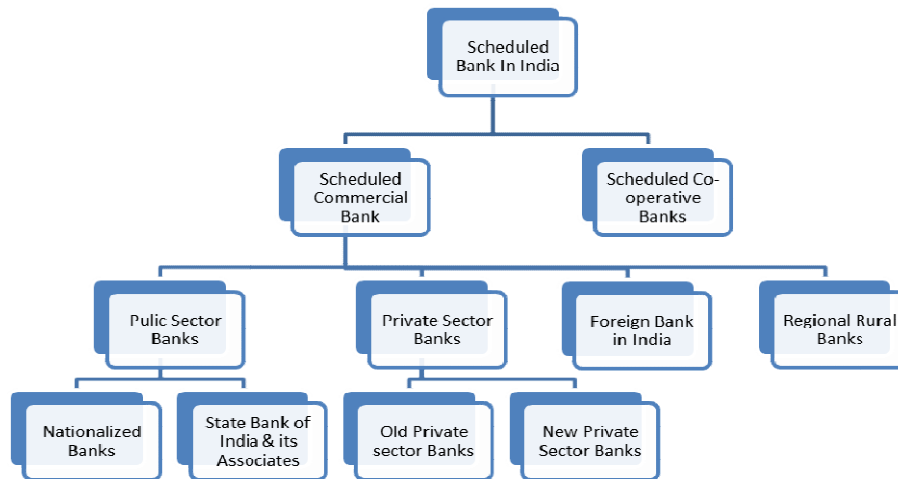 Scheduled
Bank In India
Scheduled
Commercial
Bank
Scheduled Co-
operative
Banks
Pulic Sector
Banks
Private Sector
Banks
Foreign Bank
in India
Regional Rural
Banks
Nationalized
Banks
State Bank of
India & its
Associates
Old Private
sector Banks
New Private
Sector Banks